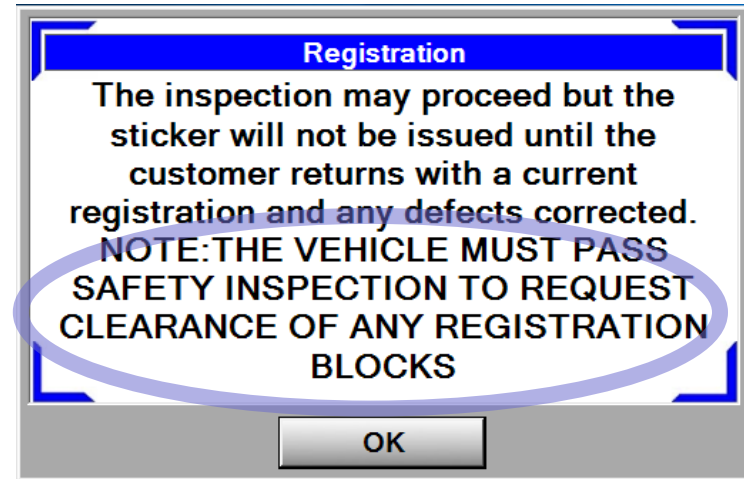 Registration
The inspection may proceed but the
sticker will not be issued until the
customer returns with a current
registration and any defects corrected.
NOTE:THE VEHICLE MUST PASS
SAFETY INSPECTION TO REQUEST
CLEARANCE OF ANY REGISTRATION
BLOCKS
OK